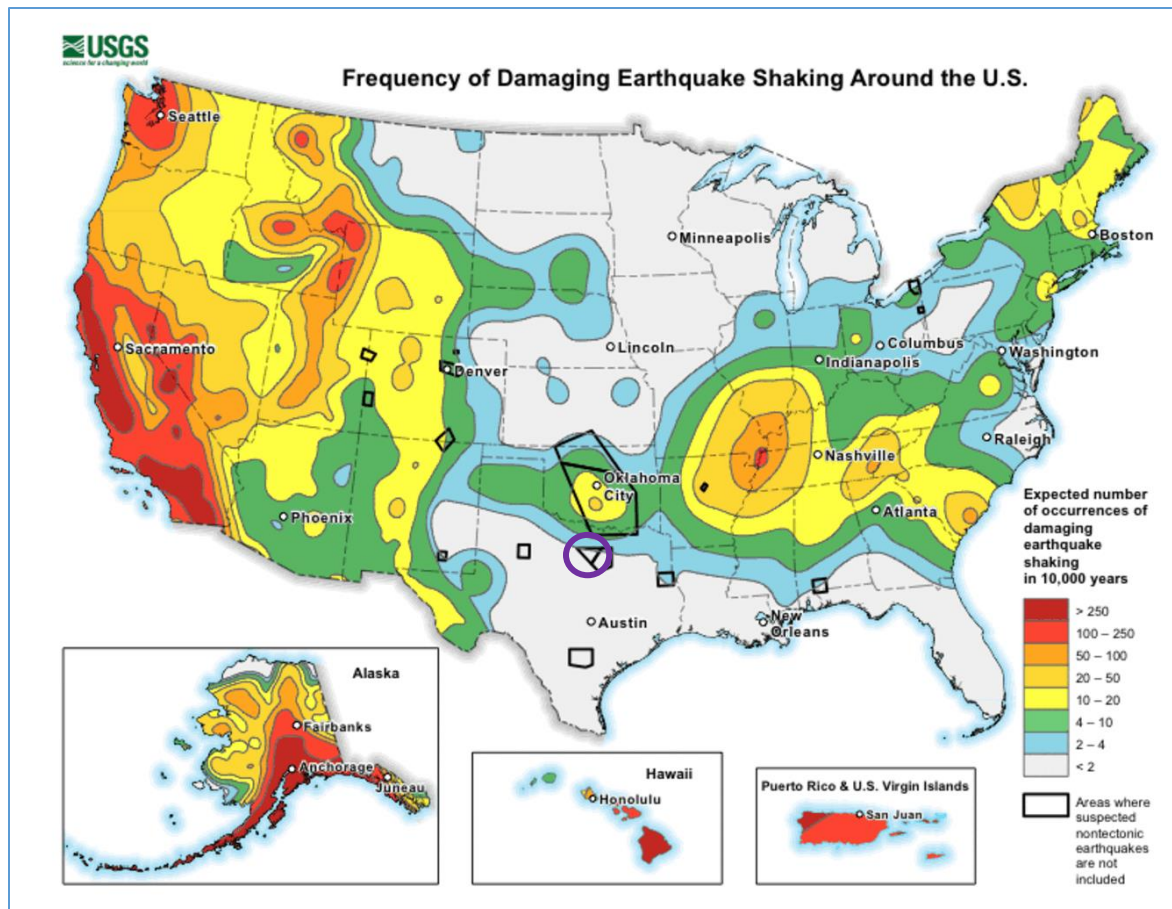 USGS
science for a changing world
Frequency of Damaging Earthquake Shaking Around the U.S.
Seattle
Minneapolis
Boston
Sacramento
Lincoln
Columbus
Denver
Indianapolis
Washington
Raleigh
Nashville
Oklahoma
City
Phoenix
Atlanta
Austin
New
Orleans
Expected number
of occurrences of
damaging
earthquake
shaking
in 10,000 years
> 250
100 – 250
50 – 100
20 – 50
10 – 20
4 – 10
2 – 4
< 2
Areas where
suspected
nontectonic
earthquakes
are not
included
Alaska
Fairbanks
Anchorage
Juneau
Hawaii
Honolulu
Puerto Rico & U.S. Virgin Islands
San Juan